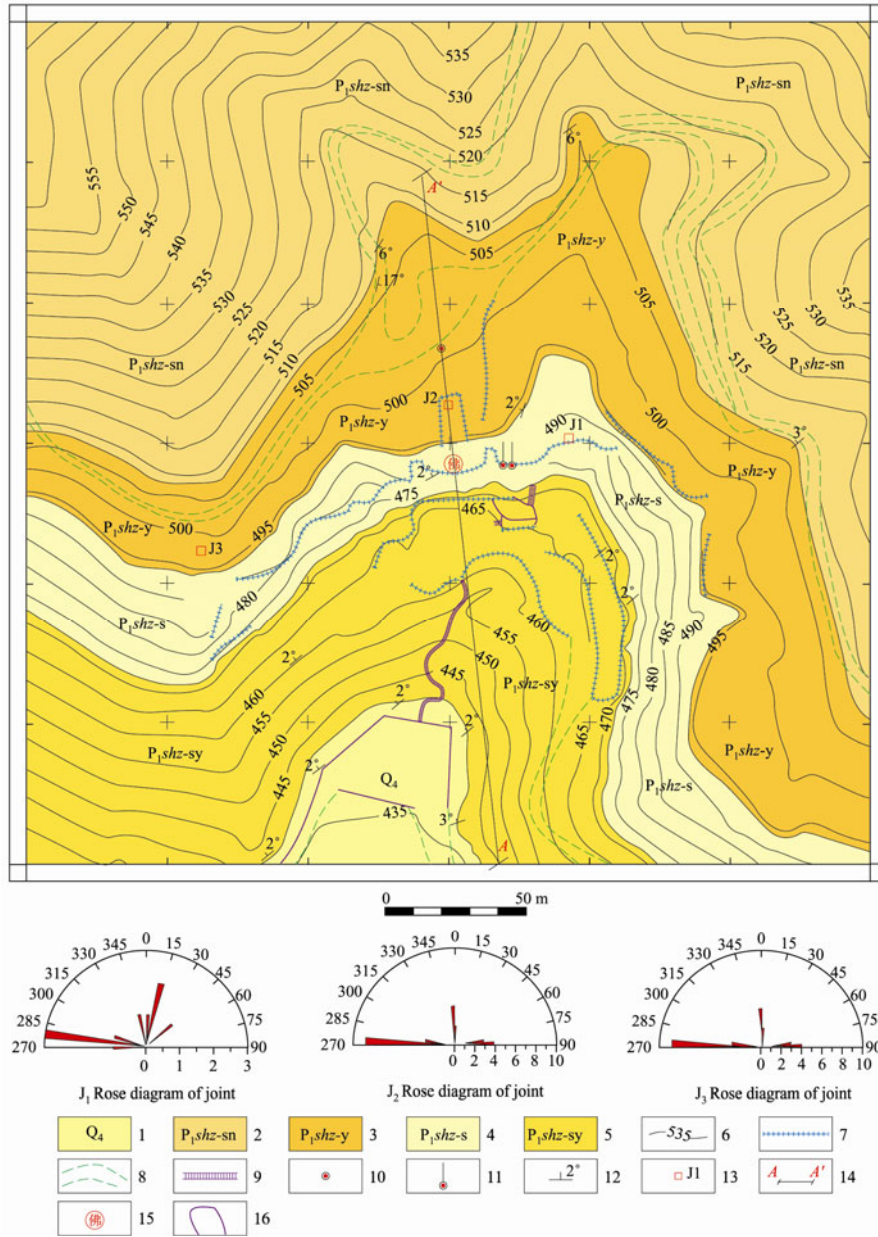 535
P₁shz-sn
530
525
520
P₁shz-sn
6°
555
550
545
540
535
530
525
520
515
510
505
A′
515
510
505
P₁shz-y
6°
17°
505
535
530
525
520
515
P₁shz-sn
P₁shz-sn
500
J2
P₁shz-y
2°
490
J1
500
3°
2°
佛
475
P₁shz-y
P₁shz-s
465
500
495
P₁shz-y
J3
2°
2°
480
P₁shz-s
485
490
495
460
455
450
445
2°
P₁shz-sy
480
475
470
465
460
455
450
445
2°
2°
P₁shz-sy
P₁shz-y
2°
Q₄
P₁shz-s
435
3°
2°
A
0 50 m
270 285 300 315 330 345 0 15 30 45 60 75 90
0 1 2 3
J₁ Rose diagram of joint
270 285 300 315 330 345 0 15 30 45 60 75 90
0 2 4 6 8 10
J₂ Rose diagram of joint
270 285 300 315 330 345 0 15 30 45 60 75 90
0 2 4 6 8 10
J₃ Rose diagram of joint
Q₄ 1 P₁shz-sn 2 P₁shz-y 3 P₁shz-s 4 P₁shz-sy 5 535 6 7
8 9 10 11 2° 12 J1 13 A A′ 14
佛 15 16